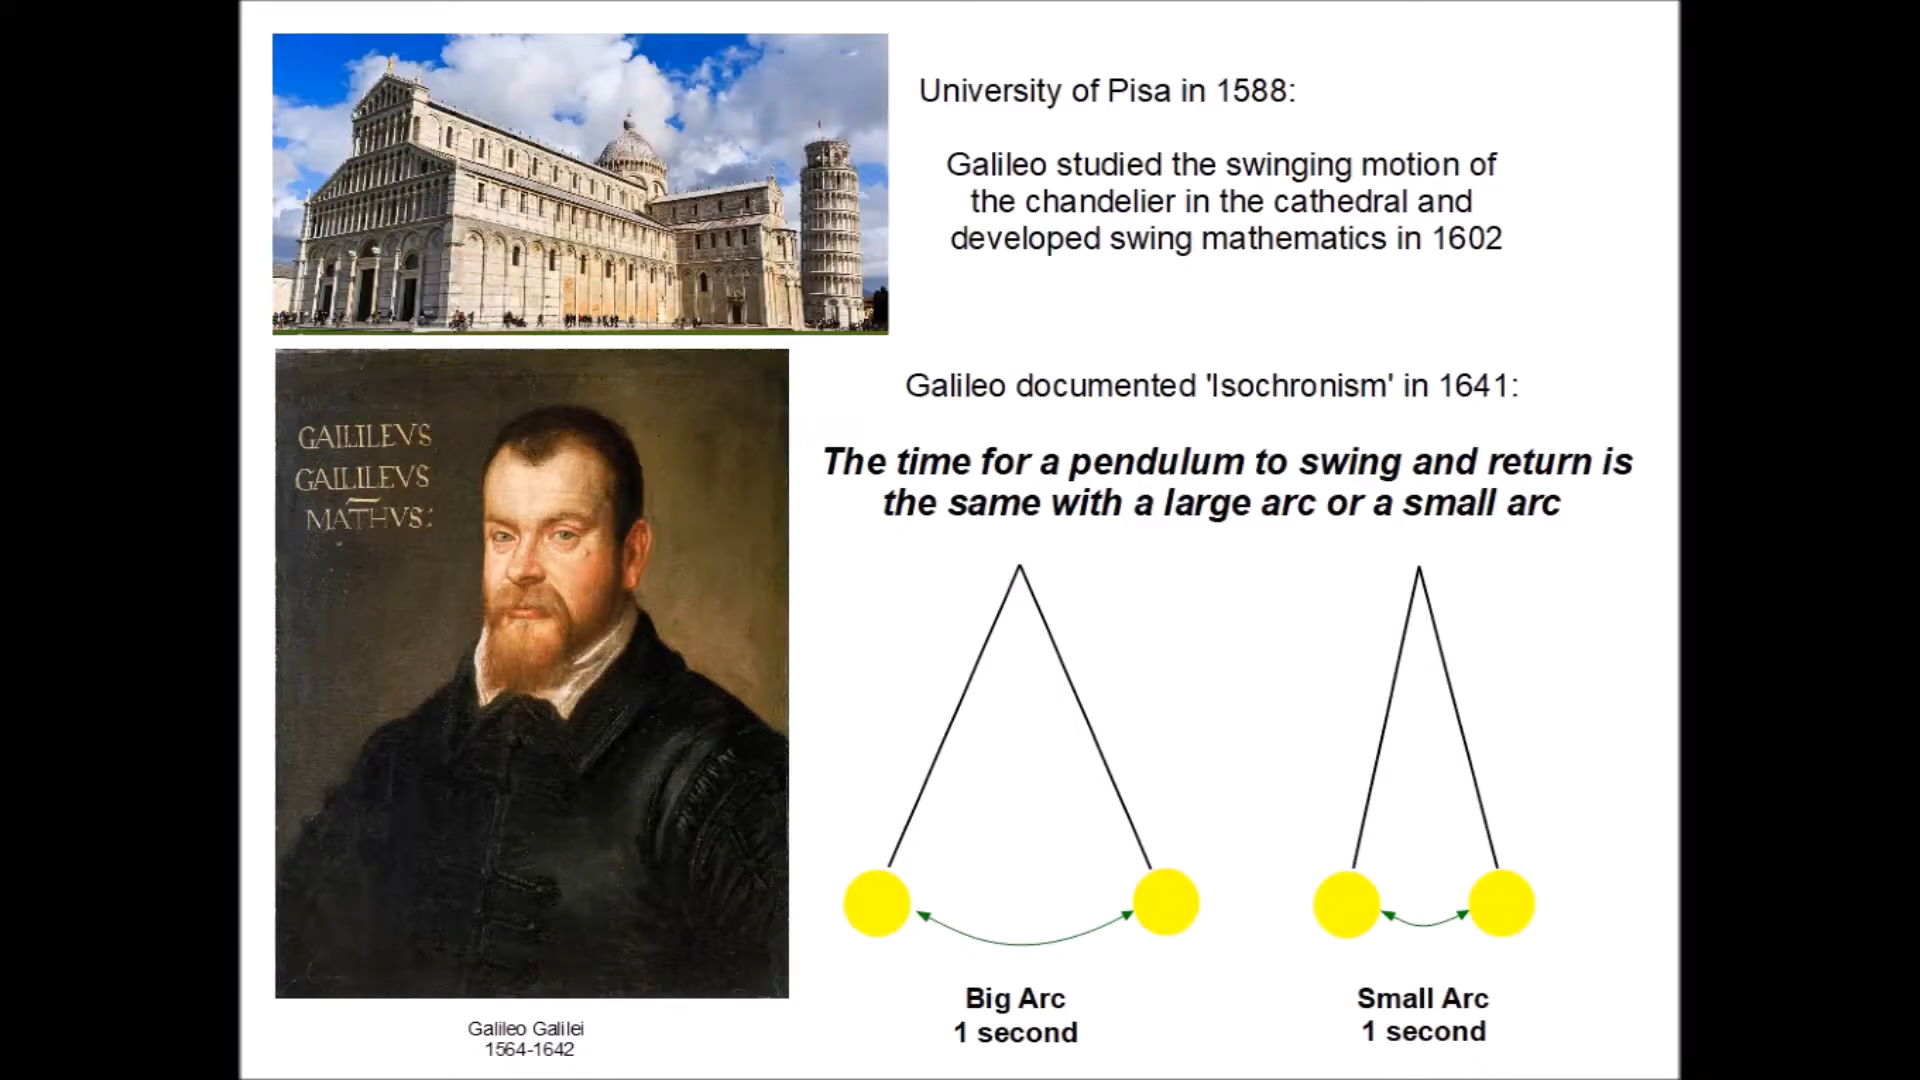 University of Pisa in 1588:
Galileo studied the swinging motion of
the chandelier in the cathedral and
developed swing mathematics in 1602
GALILEVS
GALILEVS
MATHVS:
Galileo documented 'Isochronism' in 1641:
The time for a pendulum to swing and return is
the same with a large arc or a small arc
Big Arc
1 second
Small Arc
1 second
Galileo Galilei
1564-1642